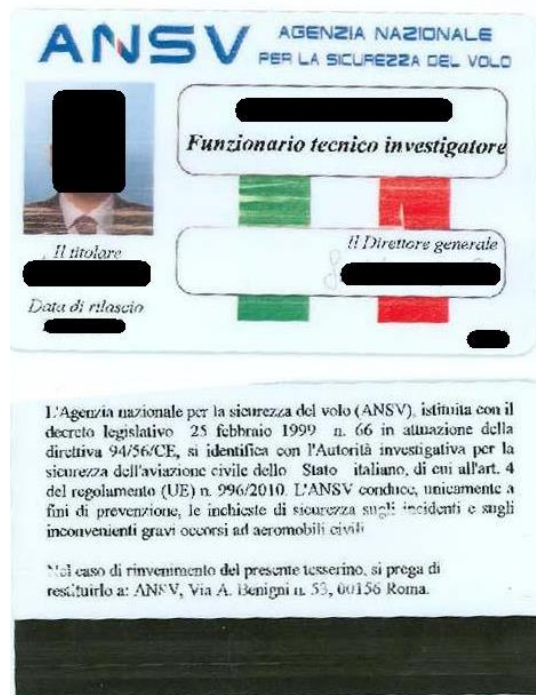 ANSV AGENZIA NAZIONALE
PER LA SICUREZZA DEL VOLO
Funzionario tecnico investigatore
Il titolare
Il Direttore generale
Data di rilascio
L'Agenzia nazionale per la sicurezza del volo (ANSV), istituita con il
decreto legislativo 25 febbraio 1999 n. 66 in attuazione della
direttiva 94/56/CE, si identifica con l'Autorità investigativa per la
sicurezza dell'aviazione civile dello Stato italiano, di cui all'art. 4
del regolamento (UE) n. 996/2010. L'ANSV conduce, unicamente a
fini di prevenzione, le inchieste di sicurezza sugli incidenti e sugli
inconvenienti gravi occorsi ad aeromobili civili
Nel caso di rinvenimento del presente tesserino, si prega di
restituirlo a: ANSV, Via A. Benigni n. 53, 00156 Roma.